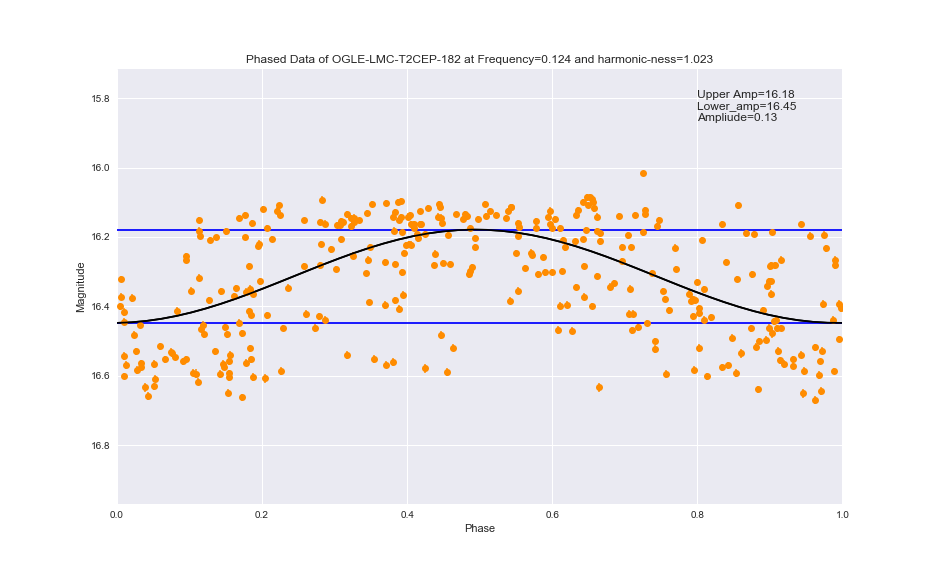 Phased Data of OGLE-LMC-T2CEP-182 at Frequency=0.124 and harmonic-ness=1.023
Upper Amp=16.18
Lower_amp=16.45
Ampliude=0.13
15.8
16.0
16.2
16.4
16.6
16.8
Magnitude
0.0
0.2
0.4
0.6
0.8
1.0
Phase